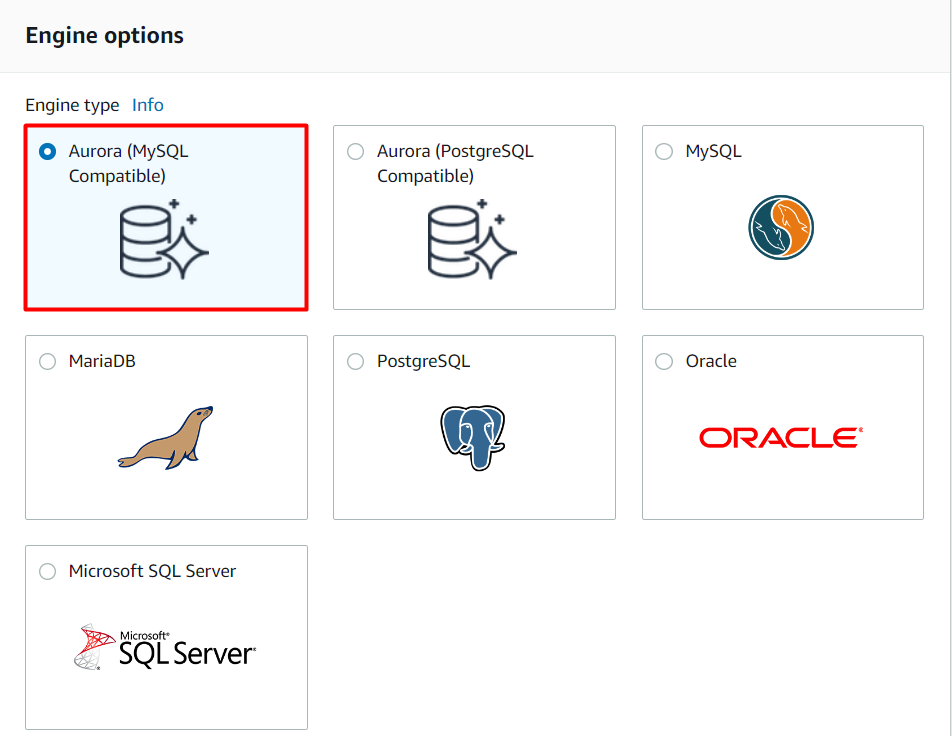 Engine options
Engine type Info
Aurora (MySQL
Compatible)
Aurora (PostgreSQL
Compatible)
MySQL
MariaDB
PostgreSQL
Oracle
ORACLE®
Microsoft SQL Server
Microsoft®
SQL Server®